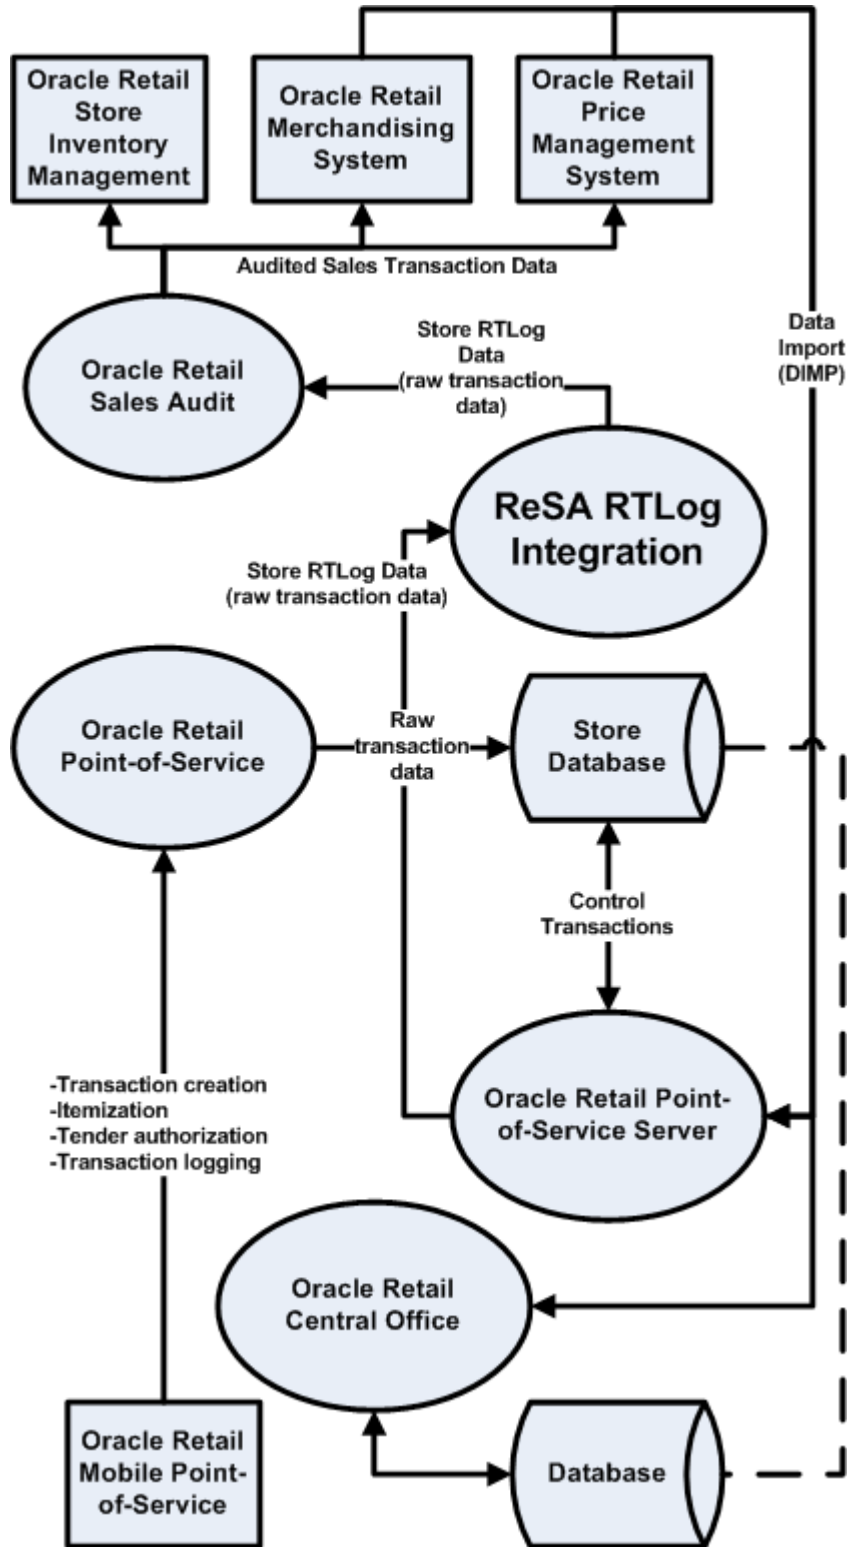 Oracle Retail
Store
Inventory
Management
Oracle Retail
Merchandising
System
Oracle Retail
Price
Management
System
Audited Sales Transaction Data
Store RTLog
Data
(raw transaction
data)
Data
Import
(DIMP)
Oracle Retail
Sales Audit
ReSA RTLog
Integration
Store RTLog Data
(raw transaction data)
Oracle Retail
Point-of-Service
Raw
transaction
data
Store
Database
Control
Transactions
-Transaction creation
-Itemization
-Tender authorization
-Transaction logging
Oracle Retail Point-
of-Service Server
Oracle Retail
Central Office
Oracle Retail
Mobile Point-
of-Service
Database